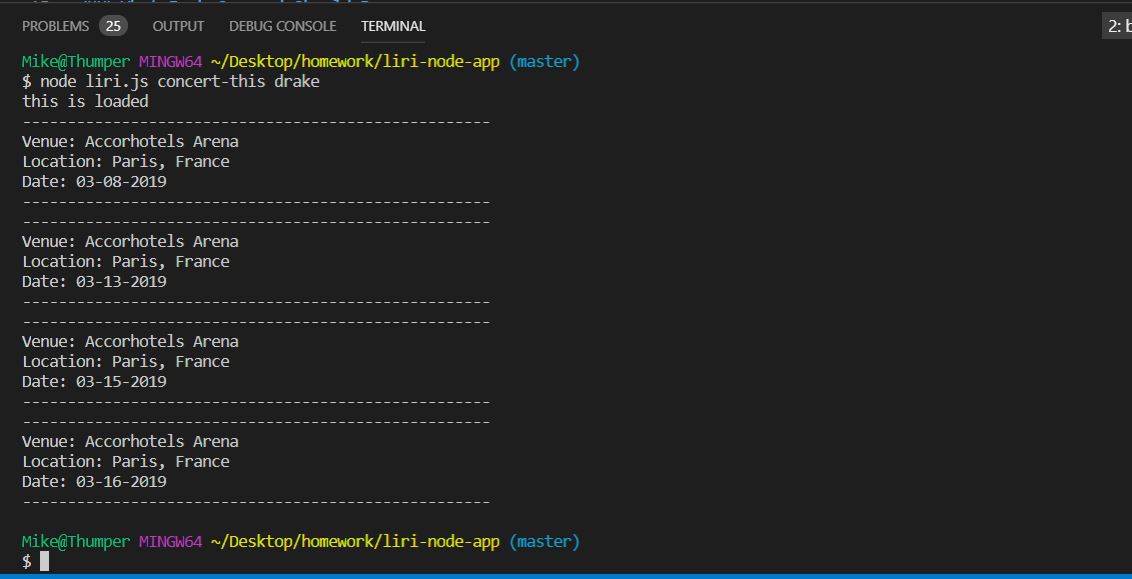 PROBLEMS 25 OUTPUT DEBUG CONSOLE TERMINAL 2: b
Mike@Thumper MINGW64 ~/Desktop/homework/liri-node-app (master)
$ node liri.js concert-this drake
this is loaded
----------------------------------------------------
Venue: Accorhotels Arena
Location: Paris, France
Date: 03-08-2019
----------------------------------------------------
----------------------------------------------------
Venue: Accorhotels Arena
Location: Paris, France
Date: 03-13-2019
----------------------------------------------------
----------------------------------------------------
Venue: Accorhotels Arena
Location: Paris, France
Date: 03-15-2019
----------------------------------------------------
----------------------------------------------------
Venue: Accorhotels Arena
Location: Paris, France
Date: 03-16-2019
----------------------------------------------------
Mike@Thumper MINGW64 ~/Desktop/homework/liri-node-app (master)
$